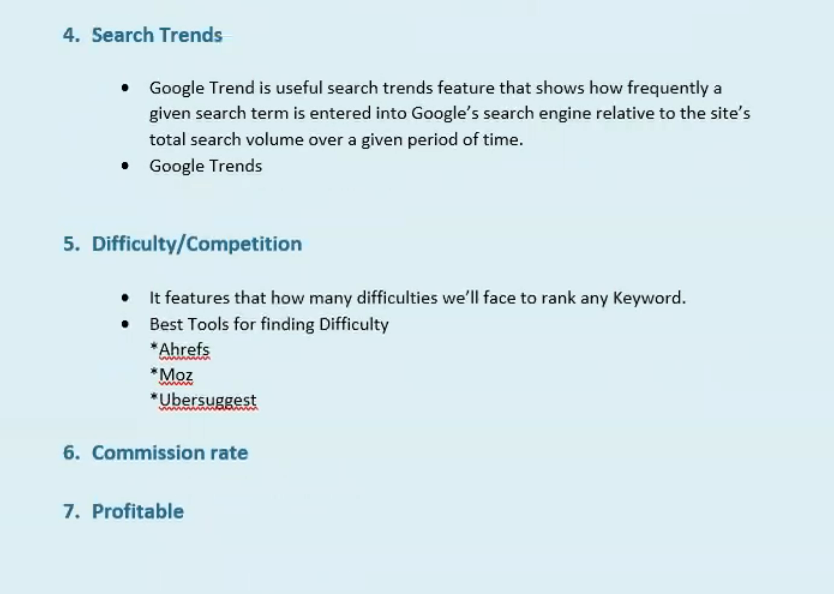 4. Search Trends
• Google Trend is useful search trends feature that shows how frequently a
given search term is entered into Google's search engine relative to the site's
total search volume over a given period of time.
• Google Trends
5. Difficulty/Competition
• It features that how many difficulties we'll face to rank any Keyword.
• Best Tools for finding Difficulty
*Ahrefs
*Moz
*Ubersuggest
6. Commission rate
7. Profitable